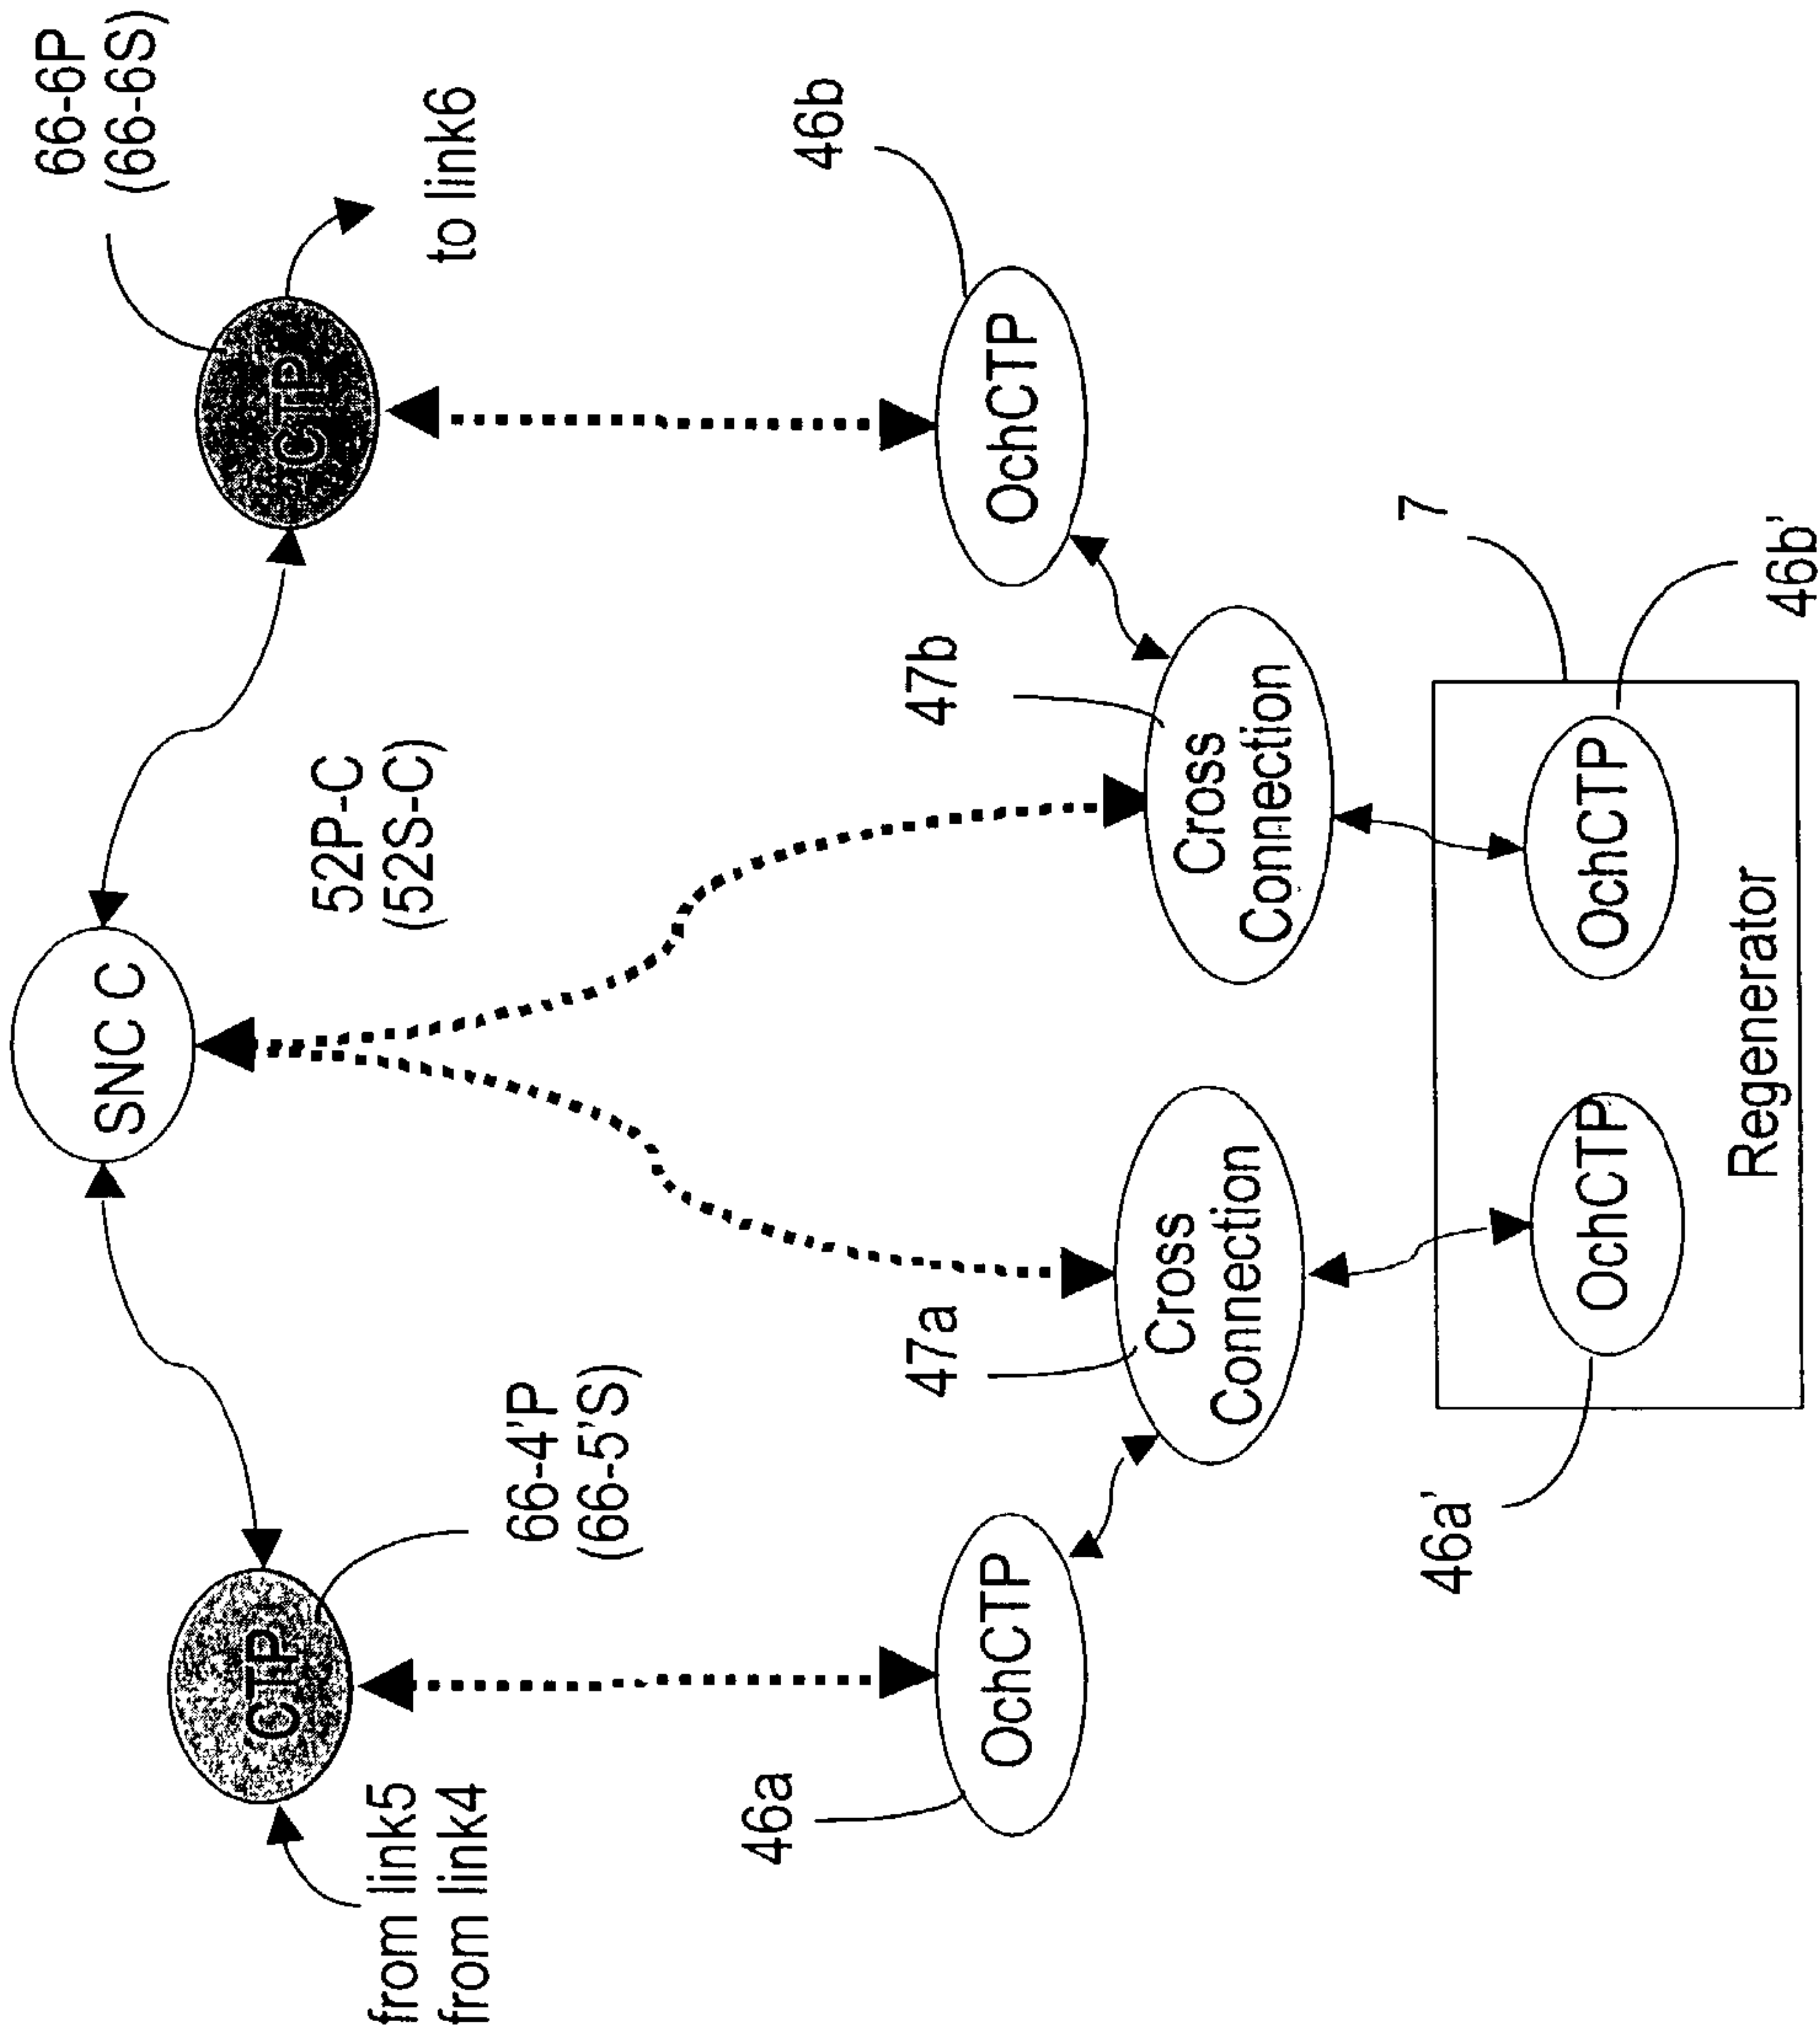 66-6P
(66-6S)
CTP
to link6
SNC C
52P-C
(52S-C)
CTP
66-4'P
(66-5'S)
from link5
from link4
46a
OchCTP
47a
Cross
Connection
47b
Cross
Connection
46b
OchCTP
7
46a'
OchCTP
OchCTP
46b'
Regenerator